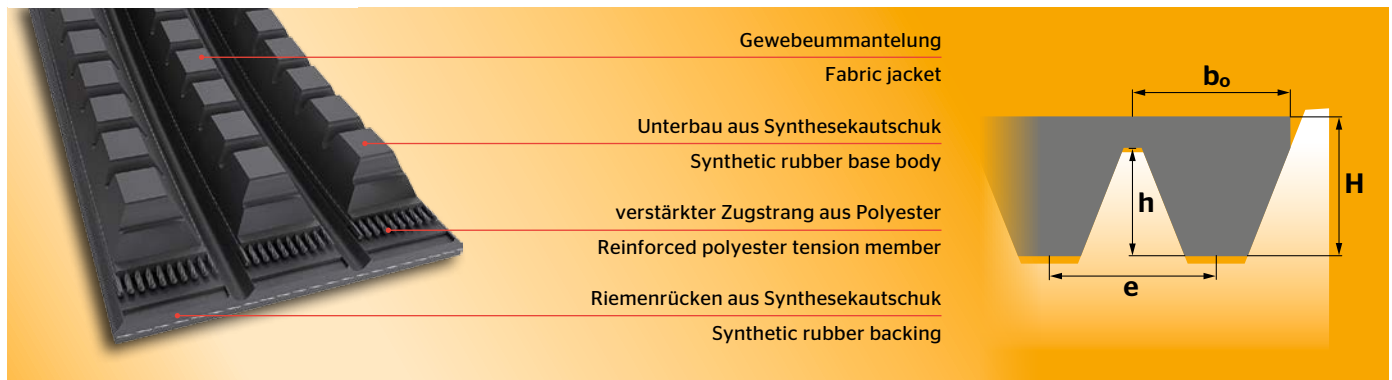 Gewebeummantelung
Fabric jacket
Unterbau aus Synthesekautschuk
Synthetic rubber base body
verstärkter Zugstrang aus Polyester
Reinforced polyester tension member
Riemenrücken aus Synthesekautschuk
Synthetic rubber backing
bo
H
h
e